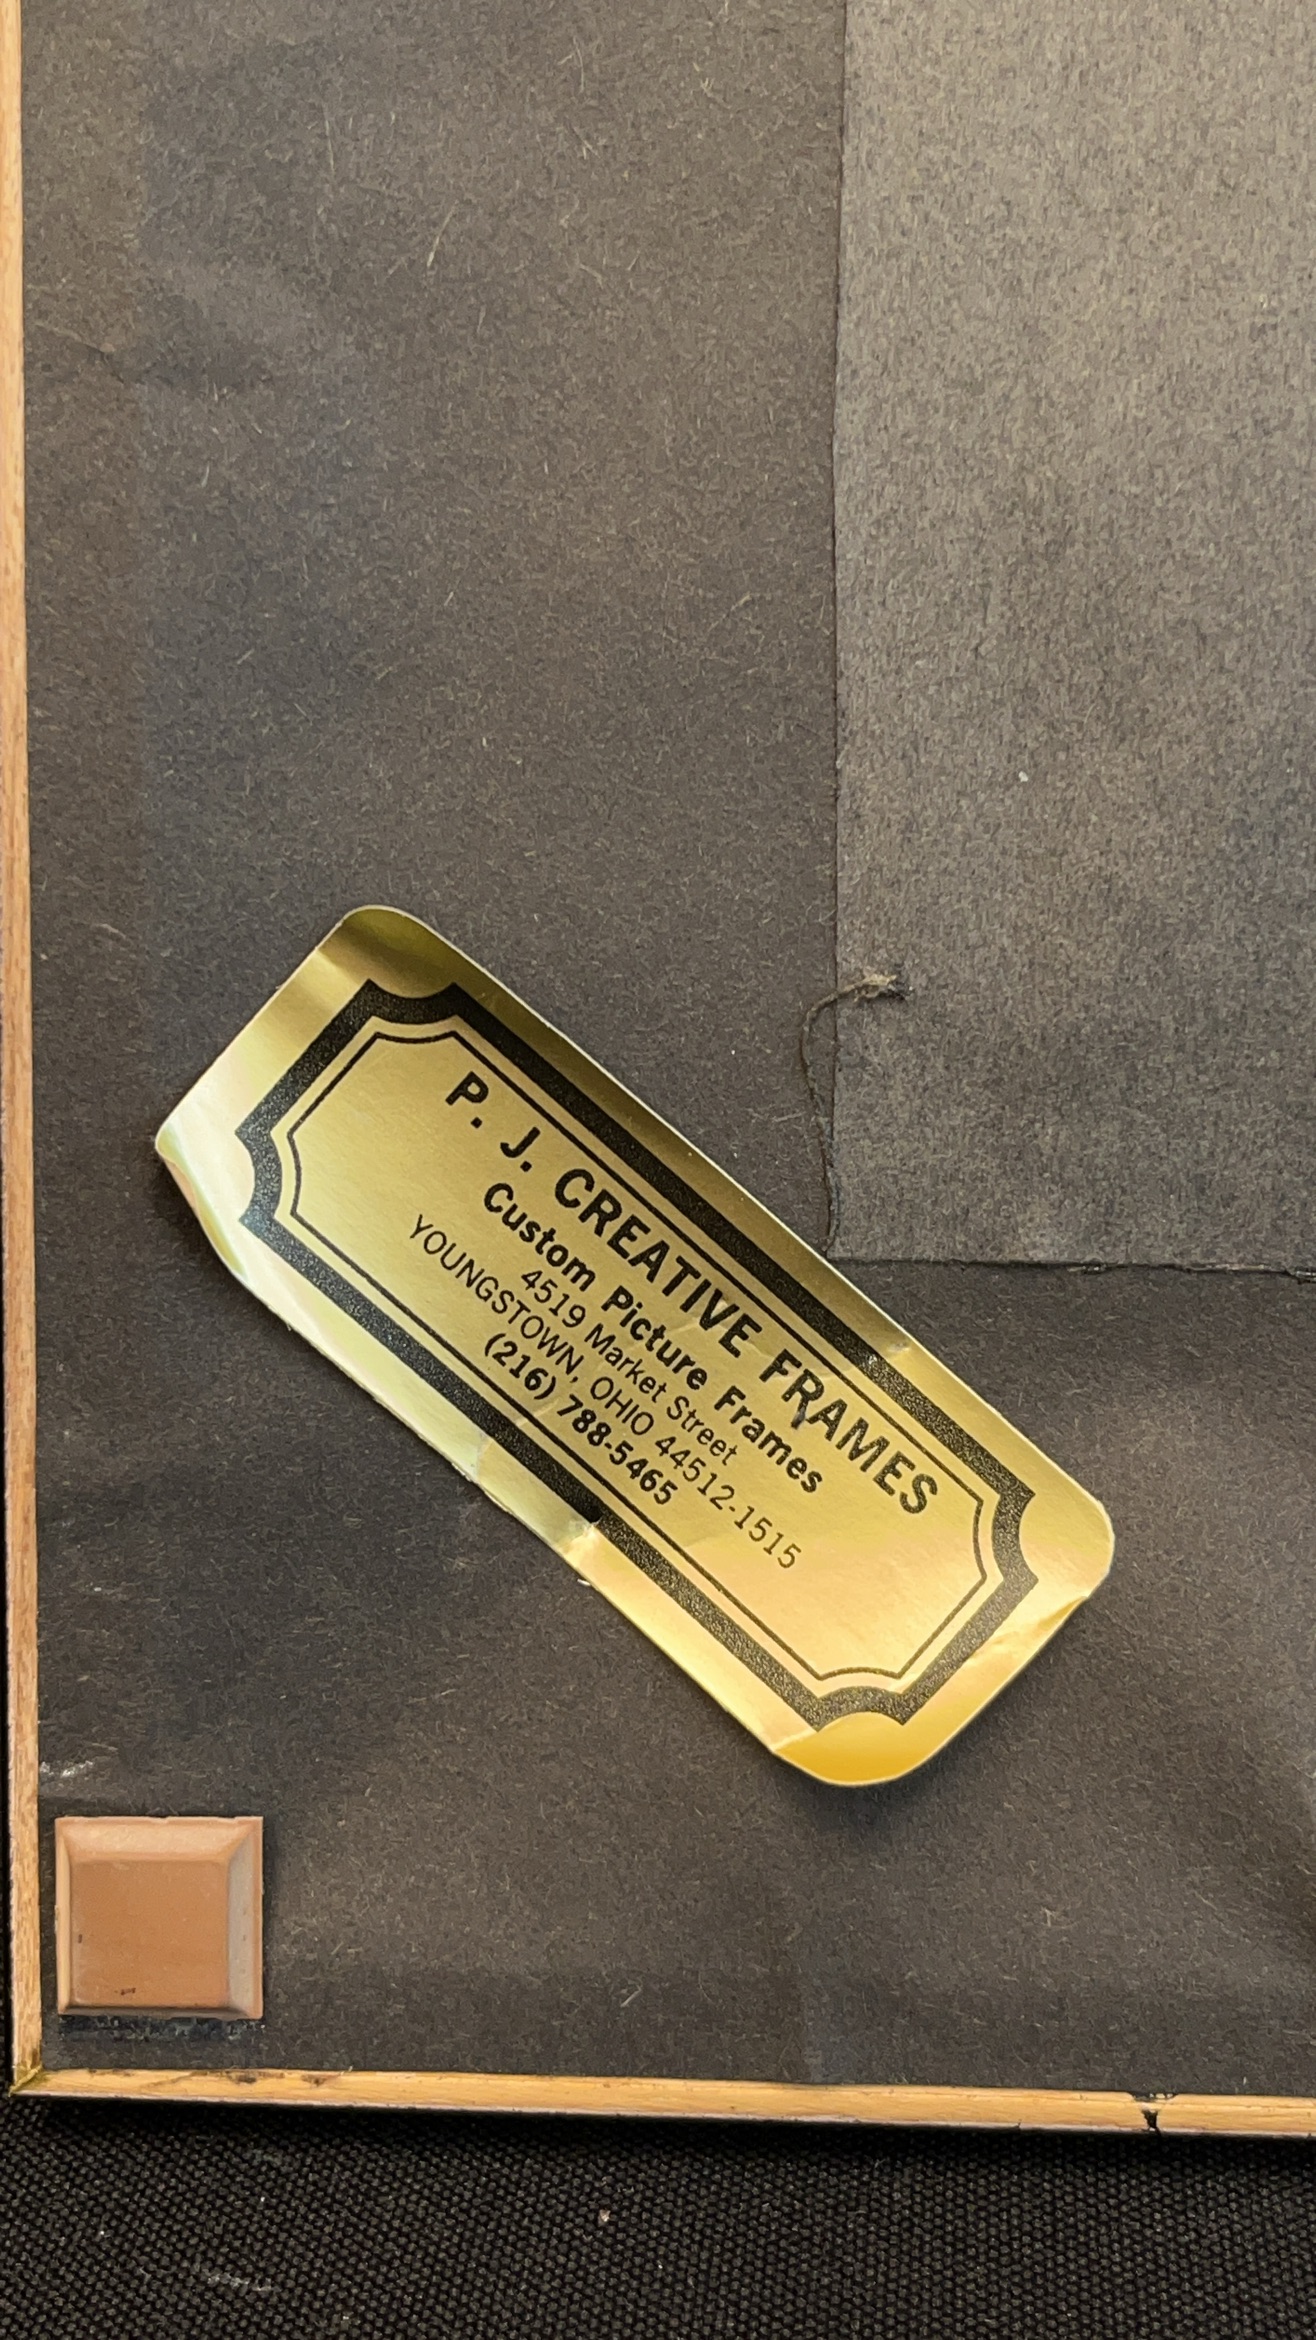 P. J. CREATIVE FRAMES
Custom Picture Frames
4519 Market Street
YOUNGSTOWN, OHIO 44512-1515
(216) 788-5465